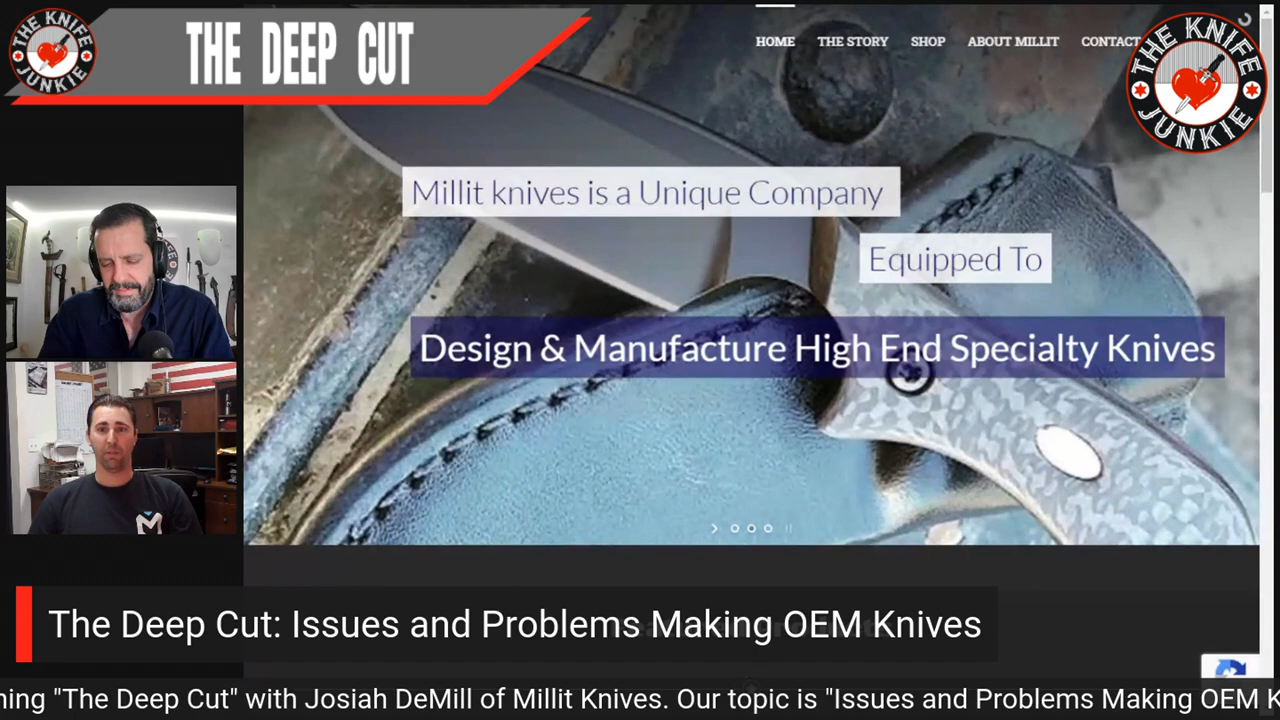 THE KNIFE JUNKIE
THE DEEP CUT
HOME THE STORY SHOP ABOUT MILLIT CONTACT
THE KNIFE JUNKIE
Millit knives is a Unique Company
Equipped To
Design & Manufacture High End Specialty Knives
M
The Deep Cut: Issues and Problems Making OEM Knives
ning "The Deep Cut" with Josiah DeMill of Millit Knives. Our topic is "Issues and Problems Making OEM K